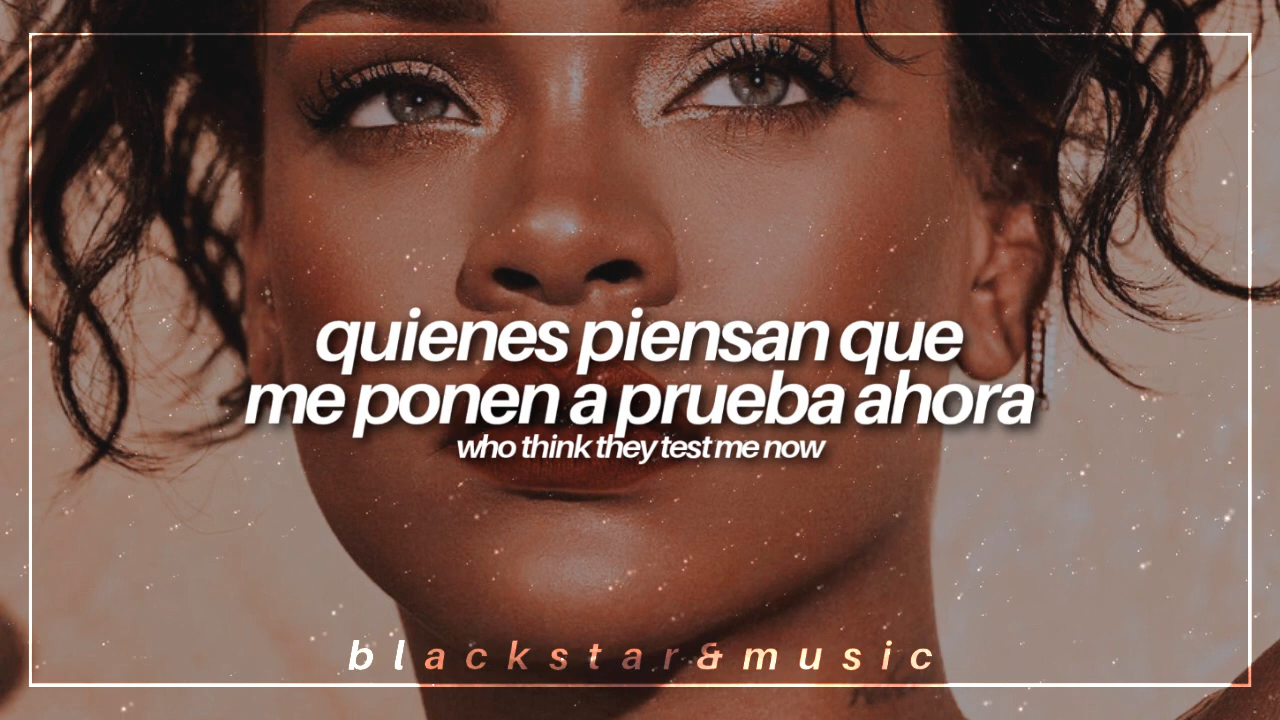 quienes piensan que
me ponen a prueba ahora
who think they test me now
blackstar&music